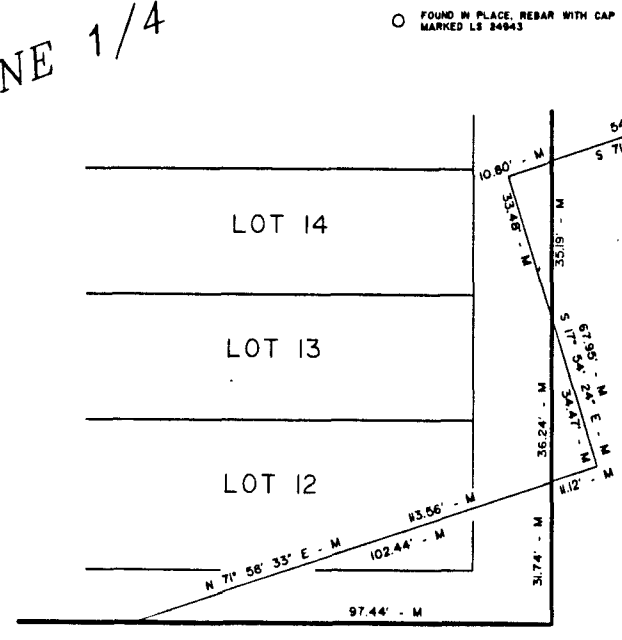 NE 1/4
FOUND IN PLACE, REBAR WITH CAP
MARKED LS 24943
54
S 71
10.80' - M
33.48' - M
35.19' - M
LOT 14
LOT 13
67.95' - M
S 17° 54' 24" E - M
34.47' - M
36.24' - M
LOT 12
11.12' - M
113.56' - M
N 71° 58' 33" E - M
102.44' - M
31.74' - M
97.44' - M